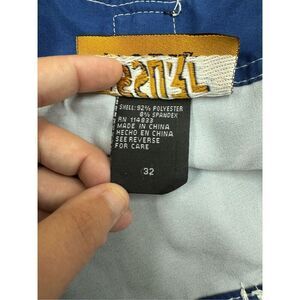 SHELL: 92% POLYESTER
8% SPANDEX
RN 114833
MADE IN CHINA
HECHO EN CHINA
SEE REVERSE
FOR CARE
32